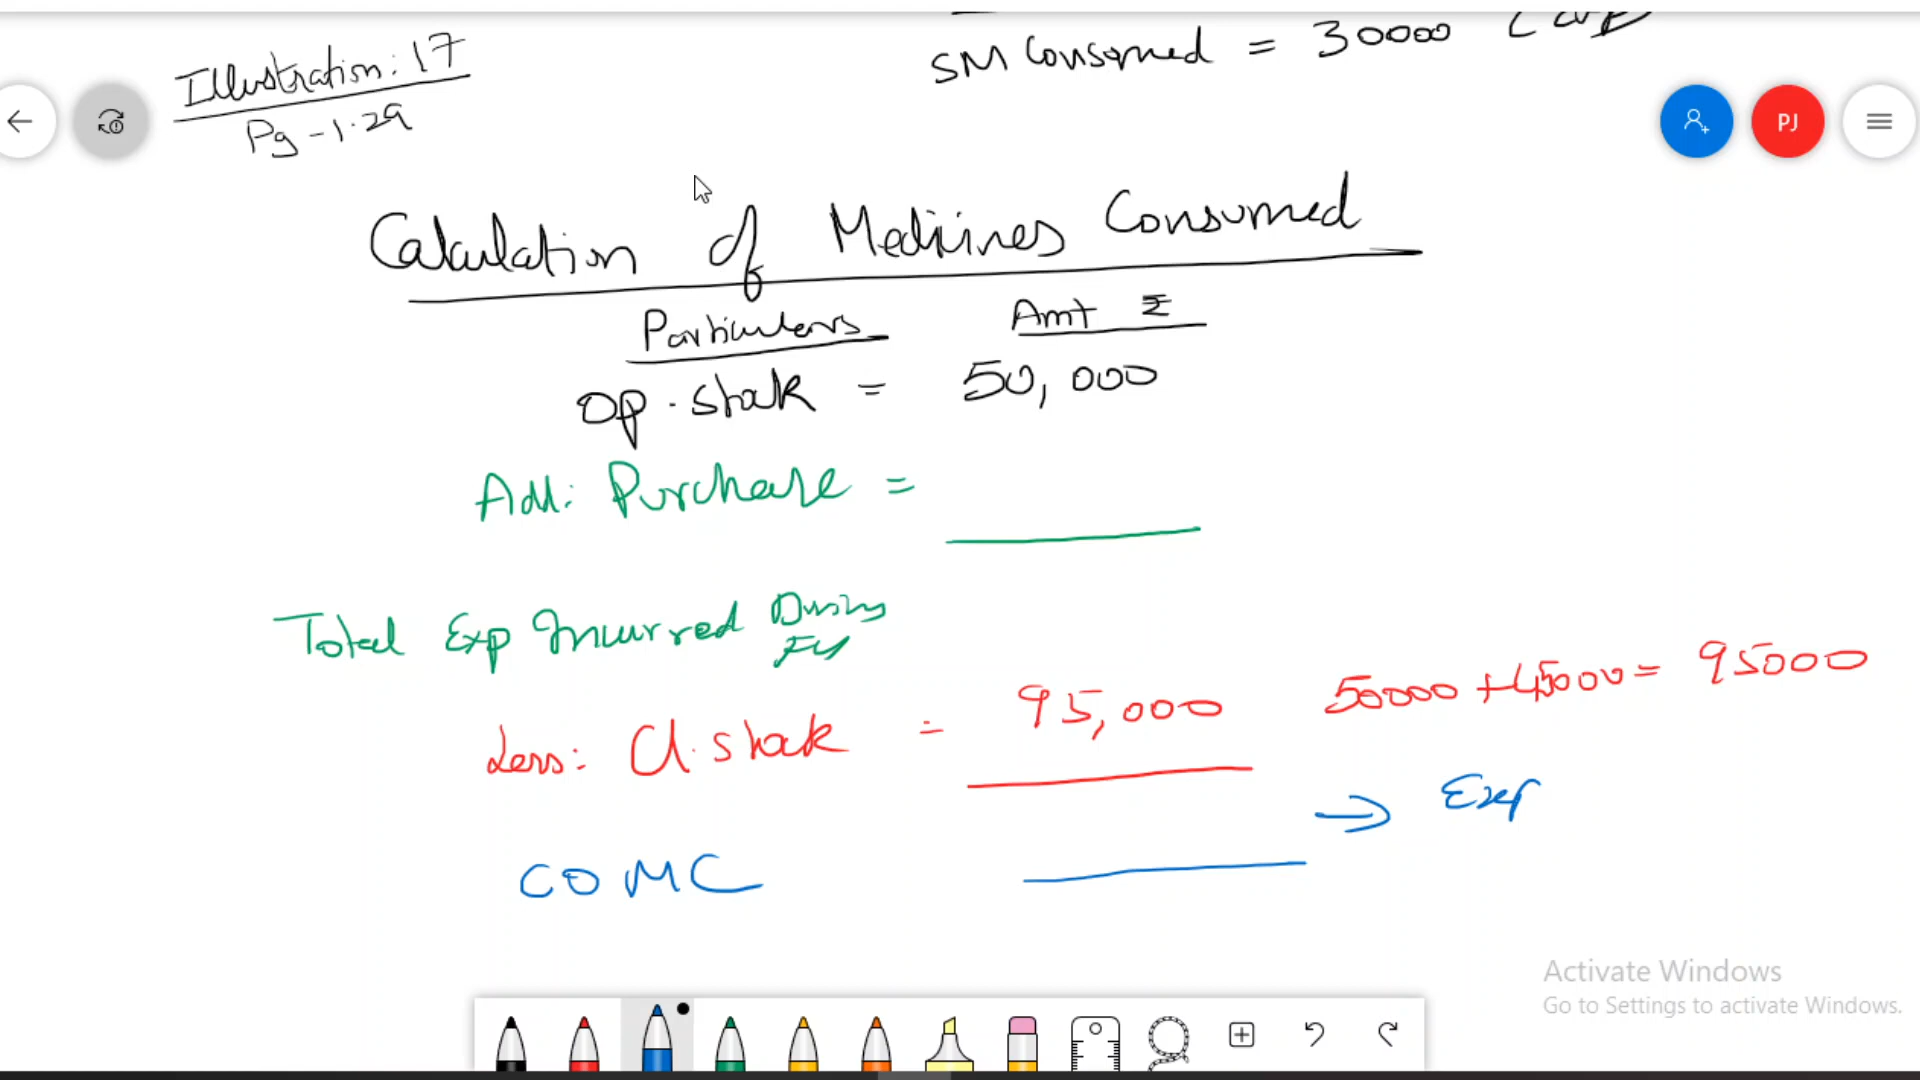 SM Consomed = 30000
Illustration: 17
Pg - 1.29
PJ
Calculation of Medicines Consumed
Particulars Amt ₹
Op. Stock = 50,000
Add: Purchase =
Total Exp Incurred During FY
Less: Cl. Stock = 95,000 50000 + 45000 = 95000
→ Exp
COMC
Activate Windows
Go to Settings to activate Windows.